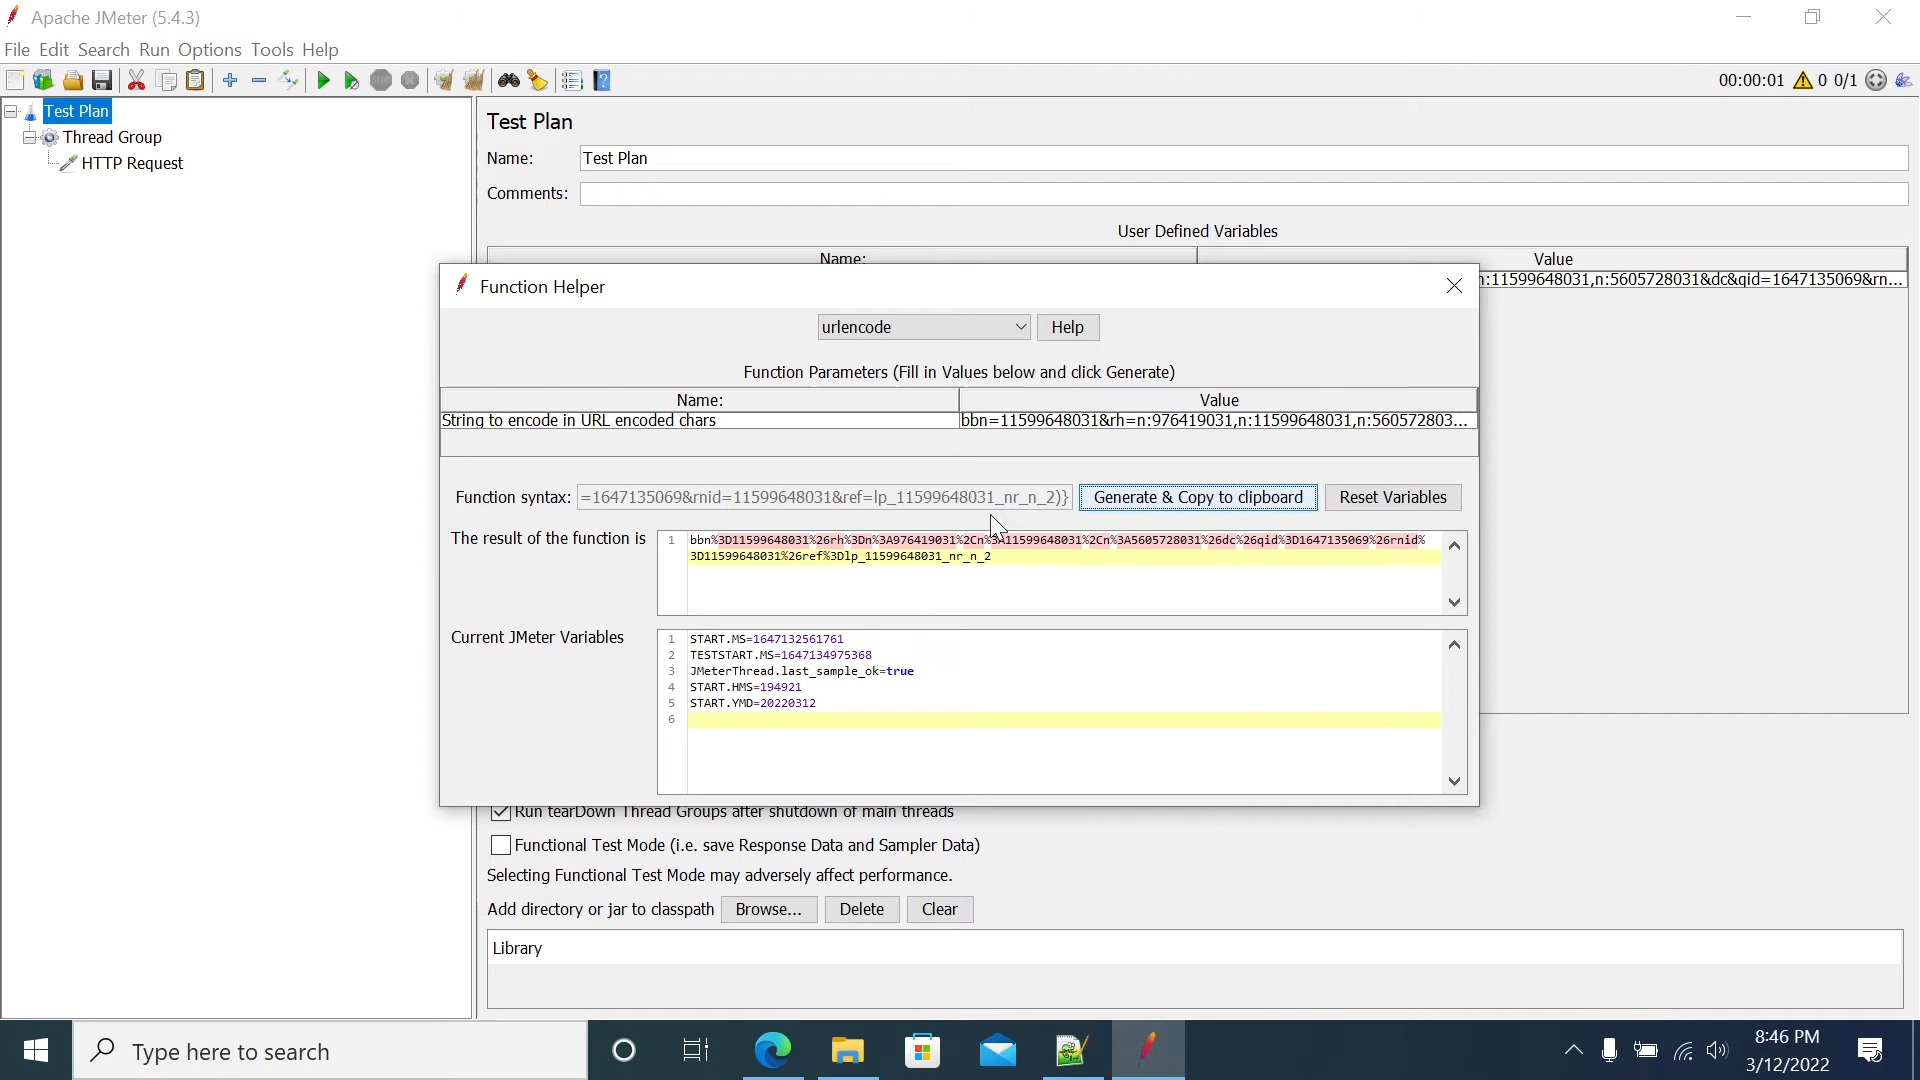 Apache JMeter (5.4.3)
File Edit Search Run Options Tools Help
00:00:01 0 0/1
Test Plan
Thread Group
HTTP Request
Test Plan
Name: Test Plan
Comments:
User Defined Variables
Name: Value
n:11599648031,n:5605728031&dc&qid=1647135069&rn...
Function Helper
urlencode Help
Function Parameters (Fill in Values below and click Generate)
Name: Value
String to encode in URL encoded chars bbn=11599648031&rh=n:976419031,n:11599648031,n:560572803...
Function syntax: =1647135069&rnid=11599648031&ref=lp_11599648031_nr_n_2)} Generate & Copy to clipboard Reset Variables
The result of the function is 1 bbn%3D11599648031%26rh%3Dn%3A976419031%2Cn%3A11599648031%2Cn%3A5605728031%26dc%26qid%3D1647135069%26rnid%
3D11599648031%26ref%3Dlp_11599648031_nr_n_2
Current JMeter Variables 1 START.MS=1647132561761
2 TESTSTART.MS=1647134975368
3 JMeterThread.last_sample_ok=true
4 START.HMS=194921
5 START.YMD=20220312
6
Run tearDown Thread Groups after shutdown of main threads
Functional Test Mode (i.e. save Response Data and Sampler Data)
Selecting Functional Test Mode may adversely affect performance.
Add directory or jar to classpath Browse... Delete Clear
Library
Type here to search
8:46 PM
3/12/2022